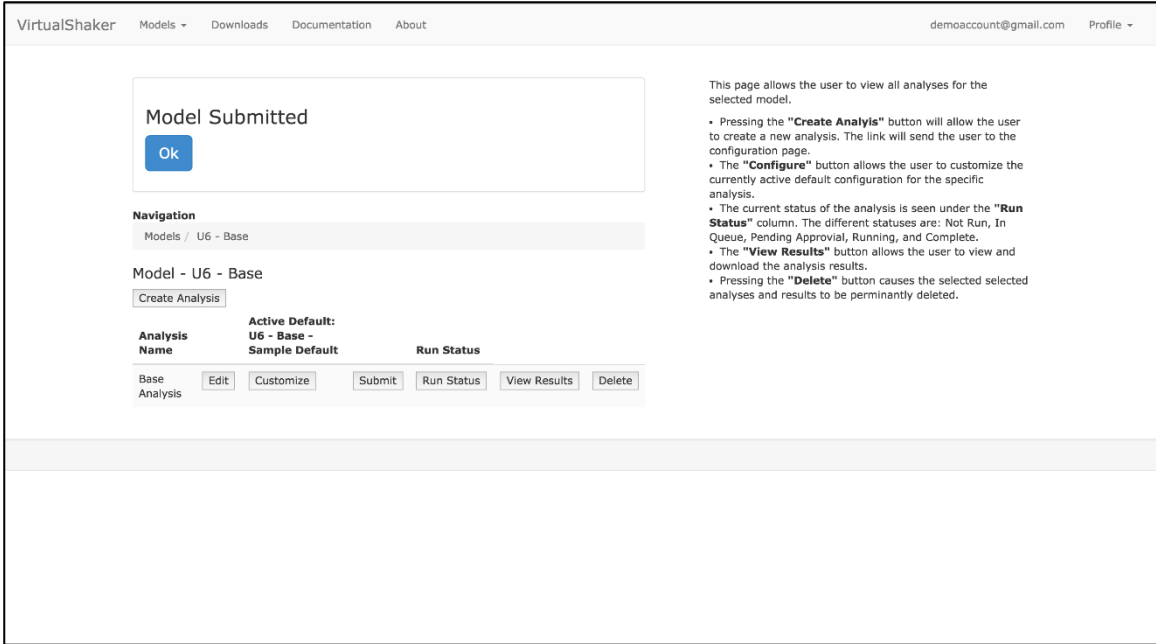 VirtualShaker Models Downloads Documentation About demoaccount@gmail.com Profile
Model Submitted
Ok
Navigation
Models / U6 - Base
Model - U6 - Base
Create Analysis
Analysis Name
Active Default:
U6 - Base -
Sample Default
Run Status
Base
Analysis
Edit Customize Submit Run Status View Results Delete
This page allows the user to view all analyses for the
selected model.
▪ Pressing the "Create Analyis" button will allow the user
to create a new analysis. The link will send the user to the
configuration page.
▪ The "Configure" button allows the user to customize the
currently active default configuration for the specific
analysis.
▪ The current status of the analysis is seen under the "Run
Status" column. The different statuses are: Not Run, In
Queue, Pending Approvial, Running, and Complete.
▪ The "View Results" button allows the user to view and
download the analysis results.
▪ Pressing the "Delete" button causes the selected selected
analyses and results to be perminantly deleted.